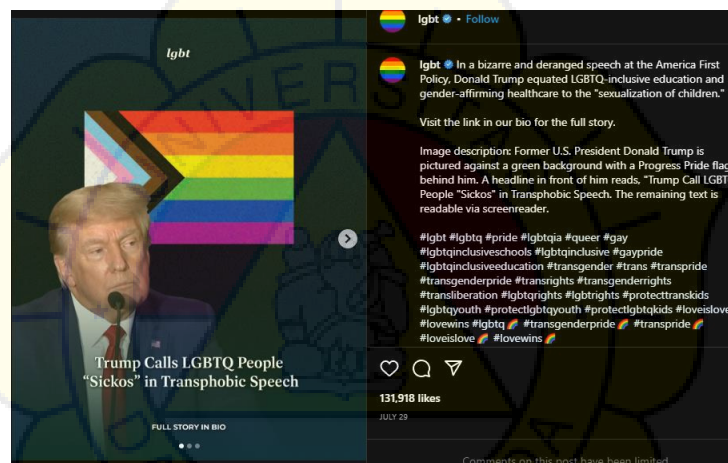 lgbt
Trump Calls LGBTQ People
“Sickos” in Transphobic Speech
FULL STORY IN BIO
lgbt • Follow
lgbt In a bizarre and deranged speech at the America First
Policy, Donald Trump equated LGBTQ-inclusive education and
gender-affirming healthcare to the "sexualization of children."
Visit the link in our bio for the full story.
Image description: Former U.S. President Donald Trump is
pictured against a green background with a Progress Pride flag
behind him. A headline in front of him reads, "Trump Call LGBT
People "Sickos" in Transphobic Speech. The remaining text is
readable via screenreader.
#lgbt #lgbtq #pride #lgbtqia #queer #gay
#lgbtqinclusiveschools #lgbtqinclusive #gaypride
#lgbtqinclusiveeducation #transgender #trans #transpride
#transgenderpride #transrights #transgenderrights
#transliberation #lgbtqrights #lgbtrights #protecttranskids
#lgbtqyouth #protectlgbtqyouth #protectlgbtqkids #loveislove
#lovewins #lgbtq🌈 #transgenderpride🌈 #transpride🌈
#loveislove🌈 #lovewins🌈
131,918 likes
JULY 29
Comments on this post have been limited